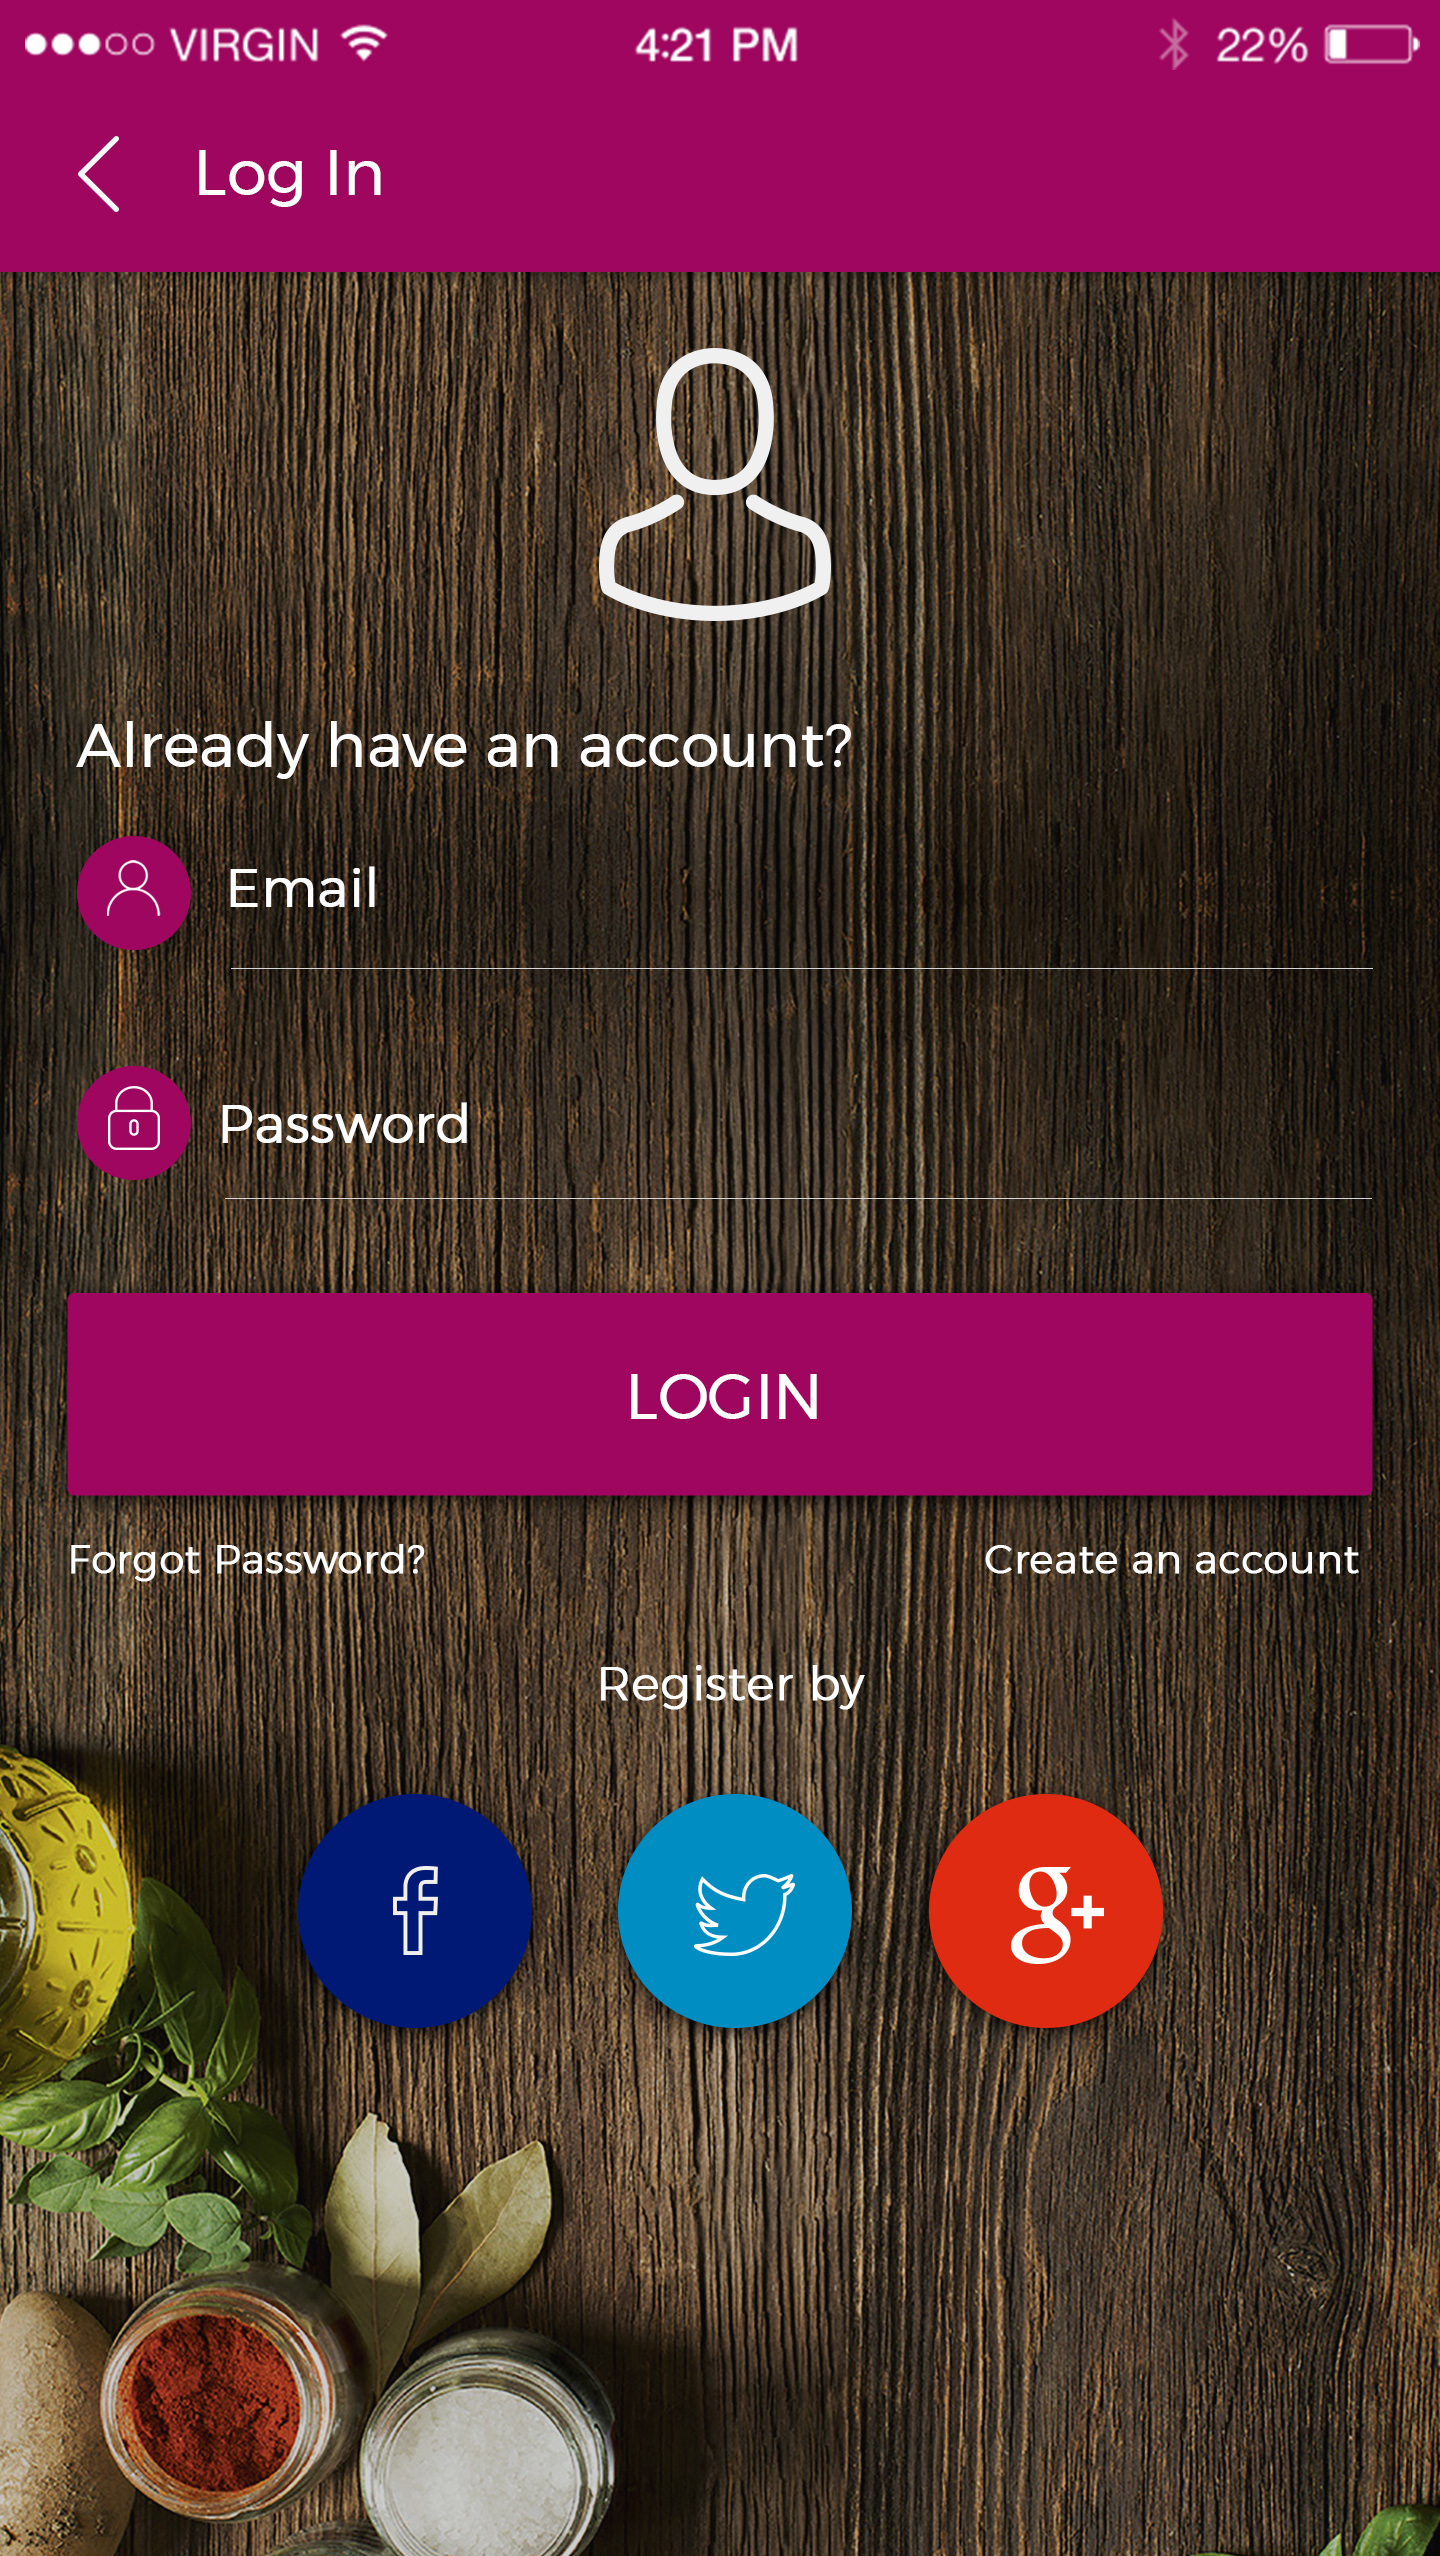 VIRGIN 4:21 PM 22%
Log In
Already have an account?
Email
Password
LOGIN
Forgot Password? Create an account
Register by
f g+